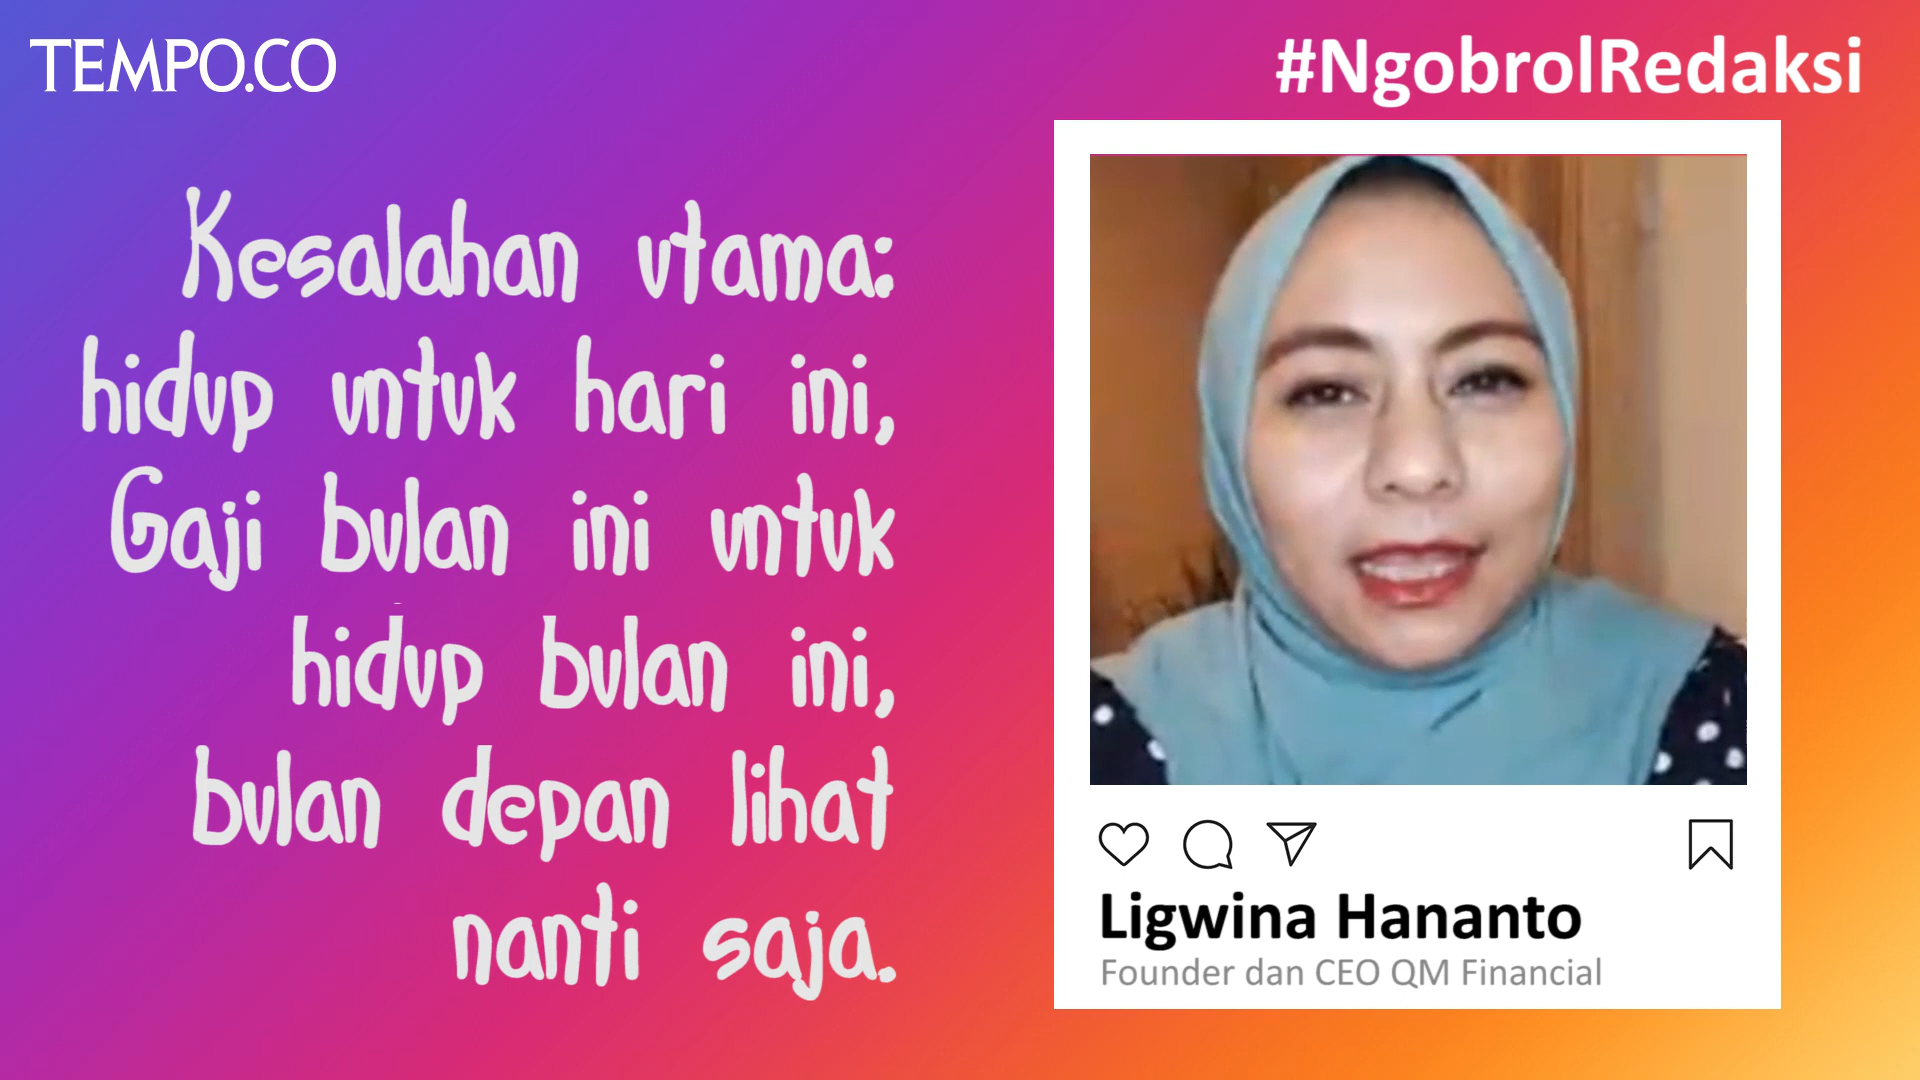 TEMPO.CO
#NgobrolRedaksi
Kesalahan utama:
hidup untuk hari ini,
Gaji bulan ini untuk
hidup bulan ini,
bulan depan lihat
nanti saja.
Ligwina Hananto
Founder dan CEO QM Financial